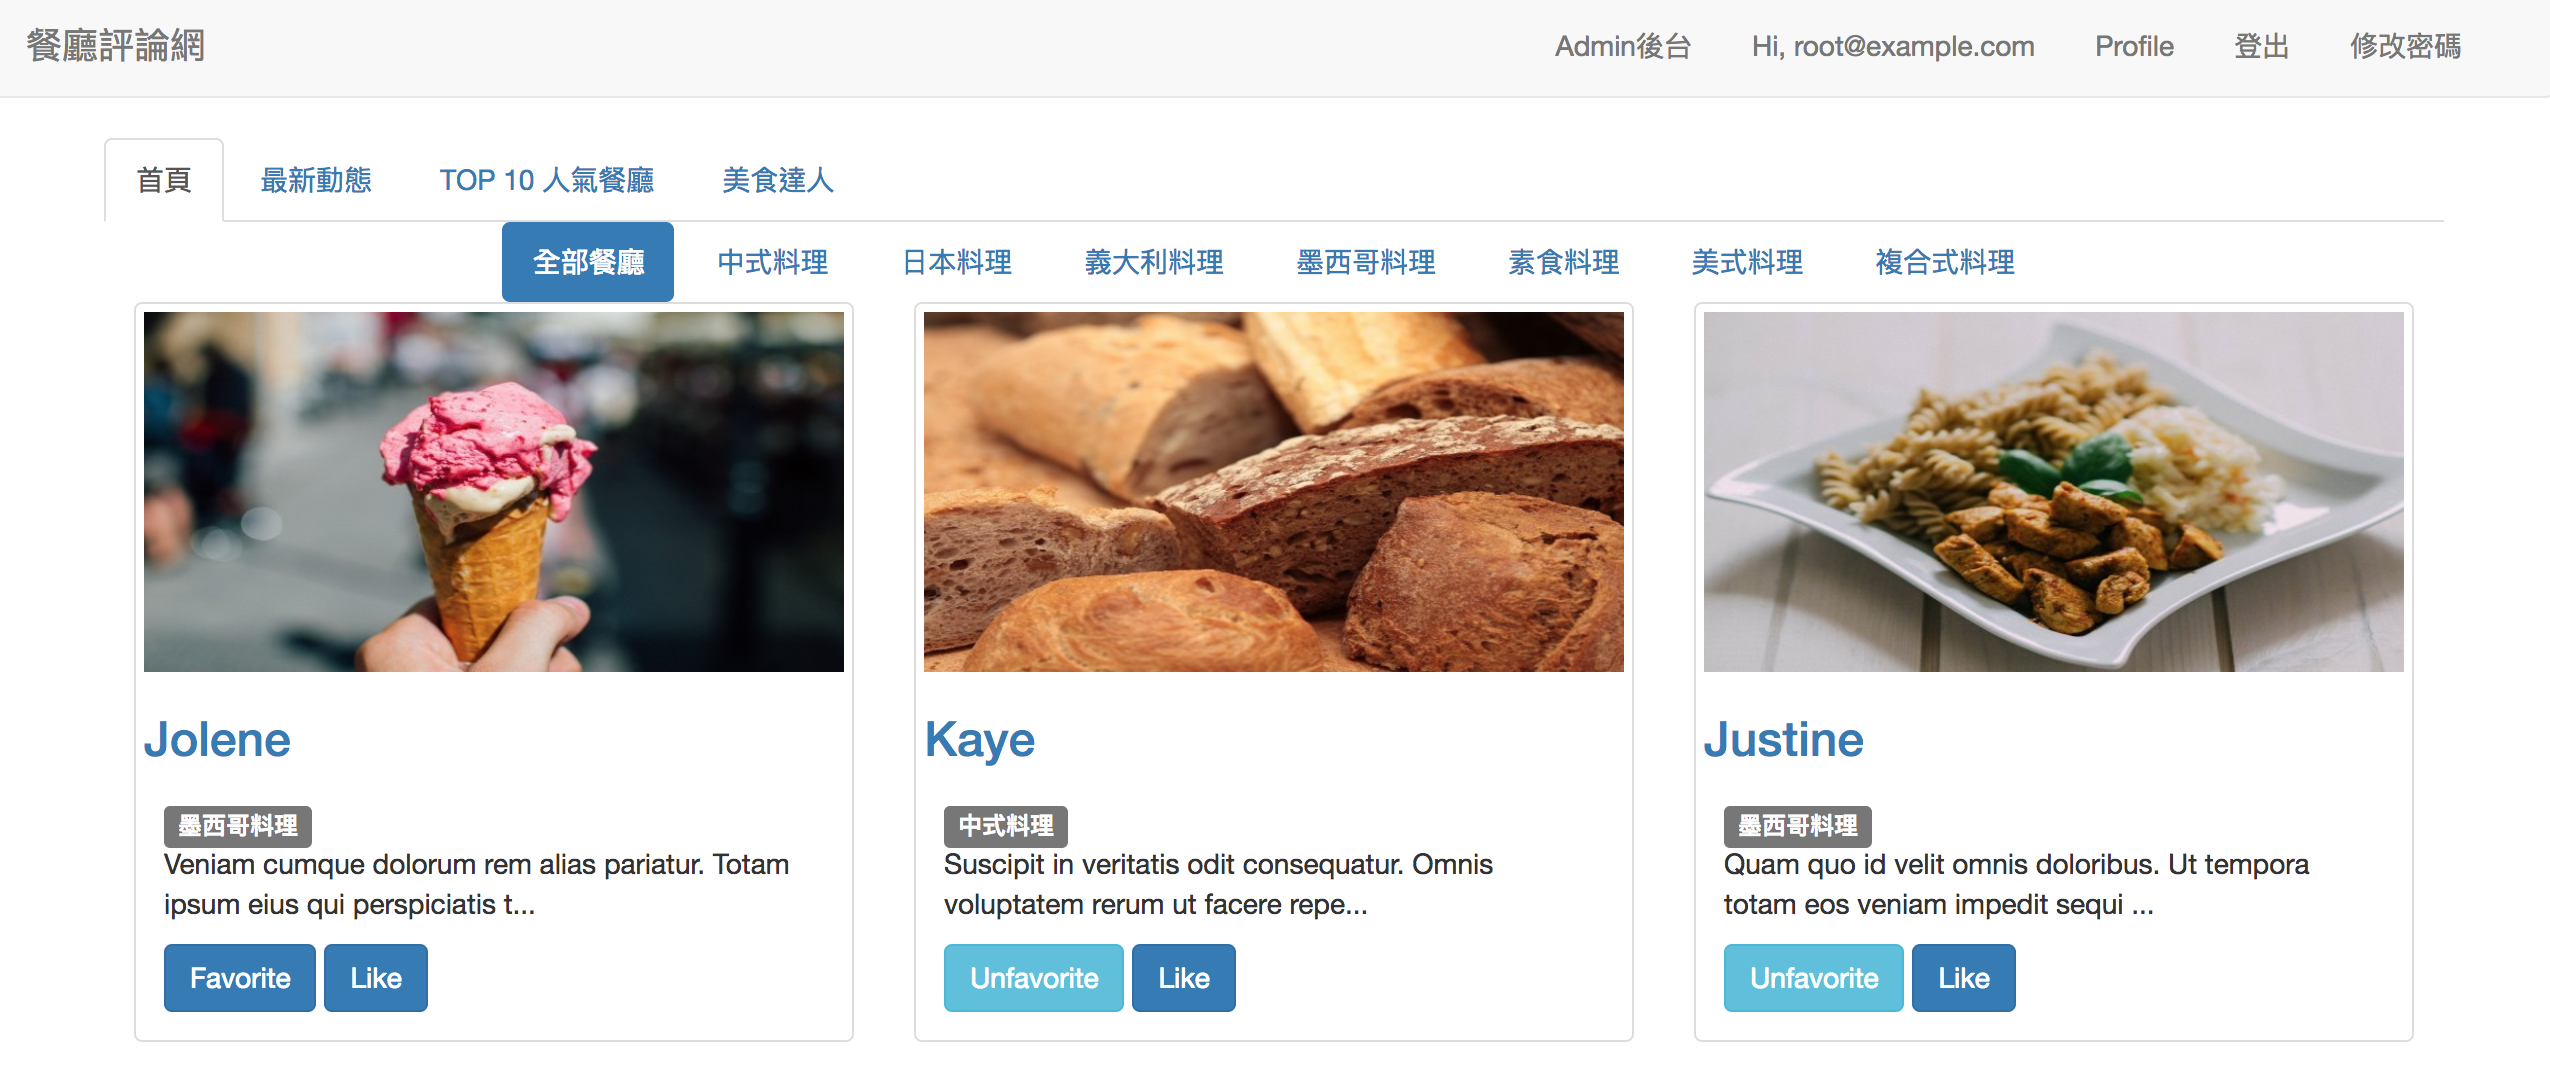 餐廳評論網 Admin後台 Hi, root@example.com Profile 登出 修改密碼
首頁 最新動態 TOP 10 人氣餐廳 美食達人
全部餐廳 中式料理 日本料理 義大利料理 墨西哥料理 素食料理 美式料理 複合式料理
Jolene
墨西哥料理
Veniam cumque dolorum rem alias pariatur. Totam
ipsum eius qui perspiciatis t...
Favorite Like
Kaye
中式料理
Suscipit in veritatis odit consequatur. Omnis
voluptatem rerum ut facere repe...
Unfavorite Like
Justine
墨西哥料理
Quam quo id velit omnis doloribus. Ut tempora
totam eos veniam impedit sequi ...
Unfavorite Like